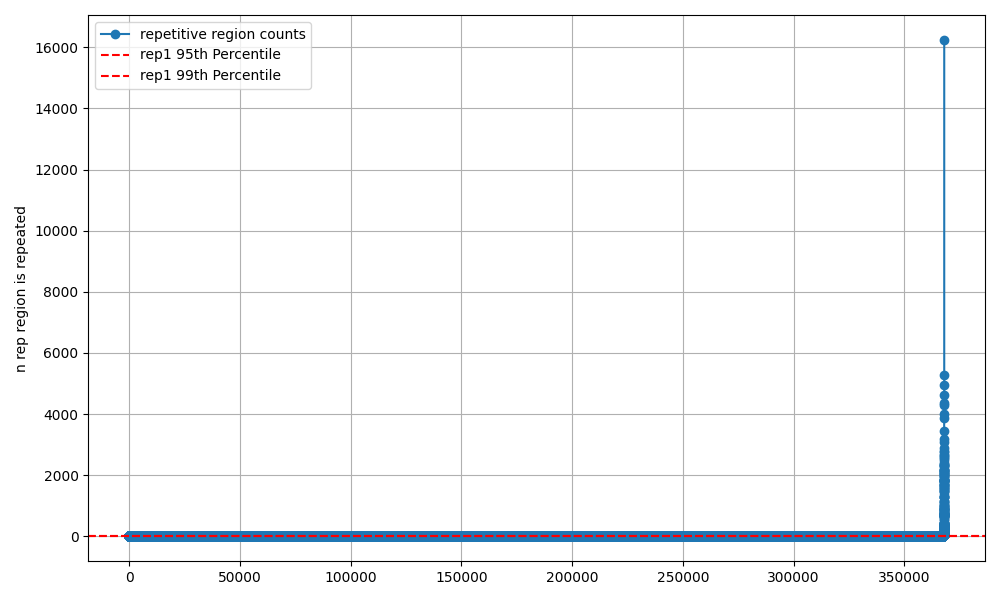 repetitive region counts
rep1 95th Percentile
rep1 99th Percentile
n rep region is repeated
16000
14000
12000
10000
8000
6000
4000
2000
0
0 50000 100000 150000 200000 250000 300000 350000